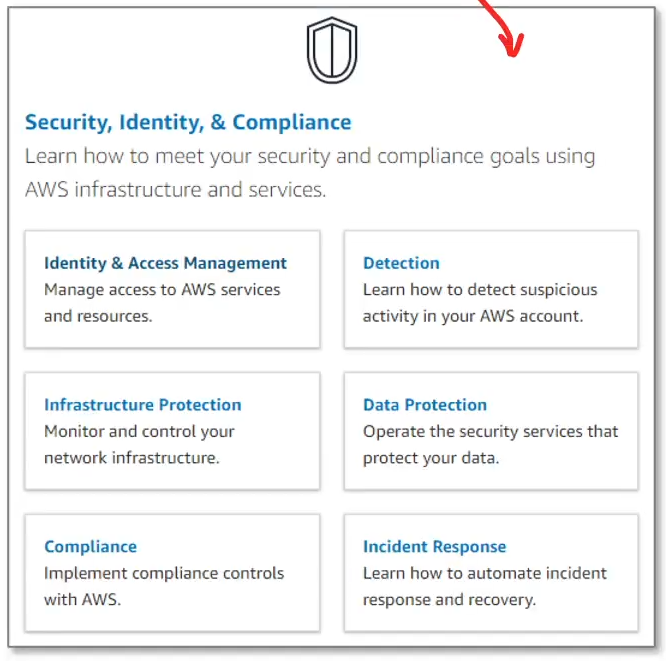 Security, Identity, & Compliance
Learn how to meet your security and compliance goals using
AWS infrastructure and services.
Identity & Access Management
Manage access to AWS services
and resources.
Detection
Learn how to detect suspicious
activity in your AWS account.
Infrastructure Protection
Monitor and control your
network infrastructure.
Data Protection
Operate the security services that
protect your data.
Compliance
Implement compliance controls
with AWS.
Incident Response
Learn how to automate incident
response and recovery.